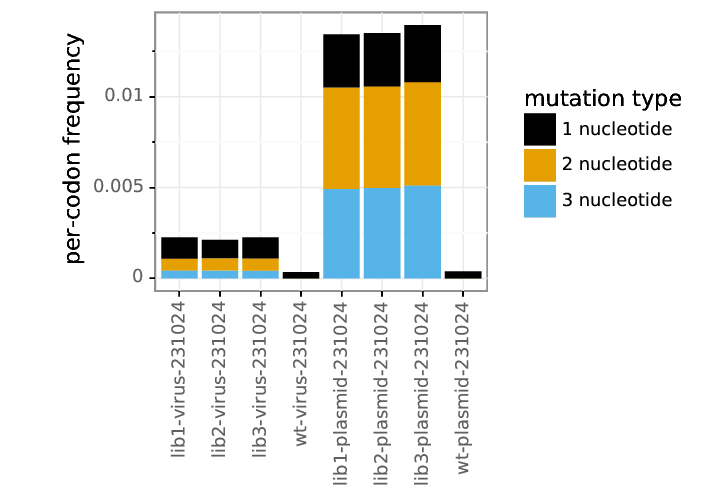 per-codon frequency
0.01
0.005
0
lib1-virus-231024
lib2-virus-231024
lib3-virus-231024
wt-virus-231024
lib1-plasmid-231024
lib2-plasmid-231024
lib3-plasmid-231024
wt-plasmid-231024
mutation type
1 nucleotide
2 nucleotide
3 nucleotide